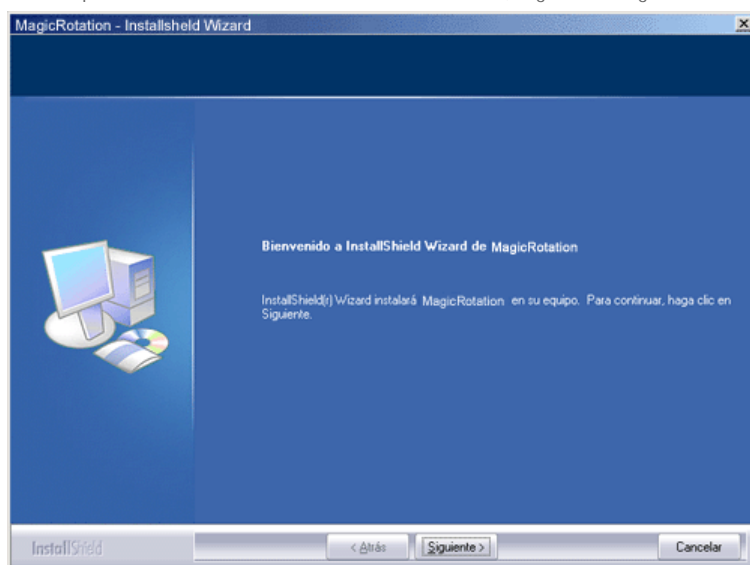 MagicRotation - Installsheld Wizard
Bienvenido a InstallShield Wizard de MagicRotation
InstallShield(r) Wizard instalará MagicRotation en su equipo. Para continuar, haga clic en
Siguiente.
InstallShield
< Atrás
Siguiente >
Cancelar